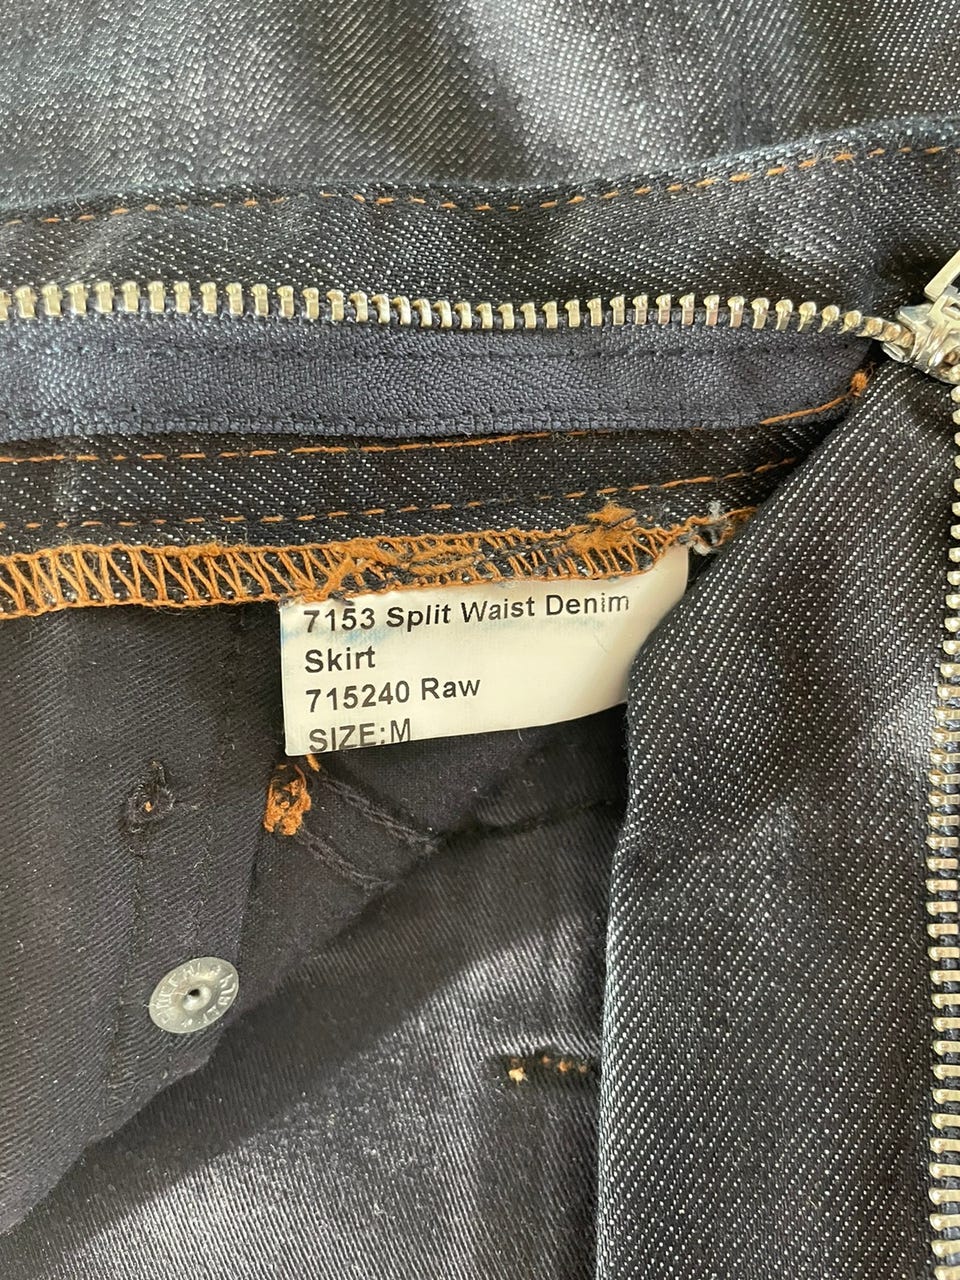 7153 Split Waist Denim
Skirt
715240 Raw
SIZE:M